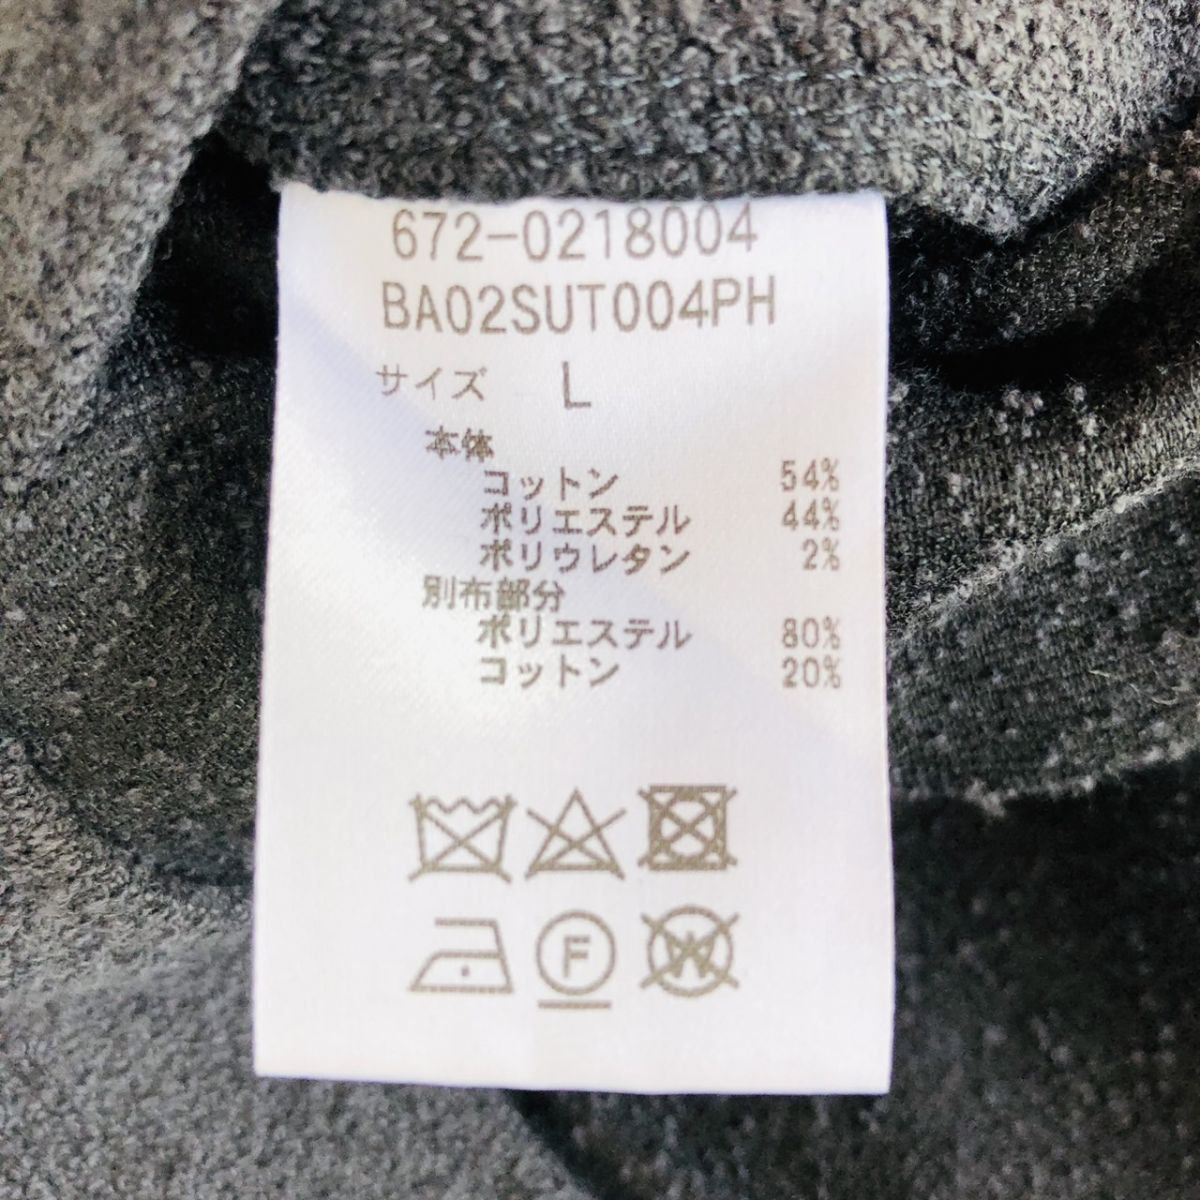 672-0218004
BA02SUT004PH
サイズ L
本体
コットン 54%
ポリエステル 44%
ポリウレタン 2%
別布部分
ポリエステル 80%
コットン 20%
F W